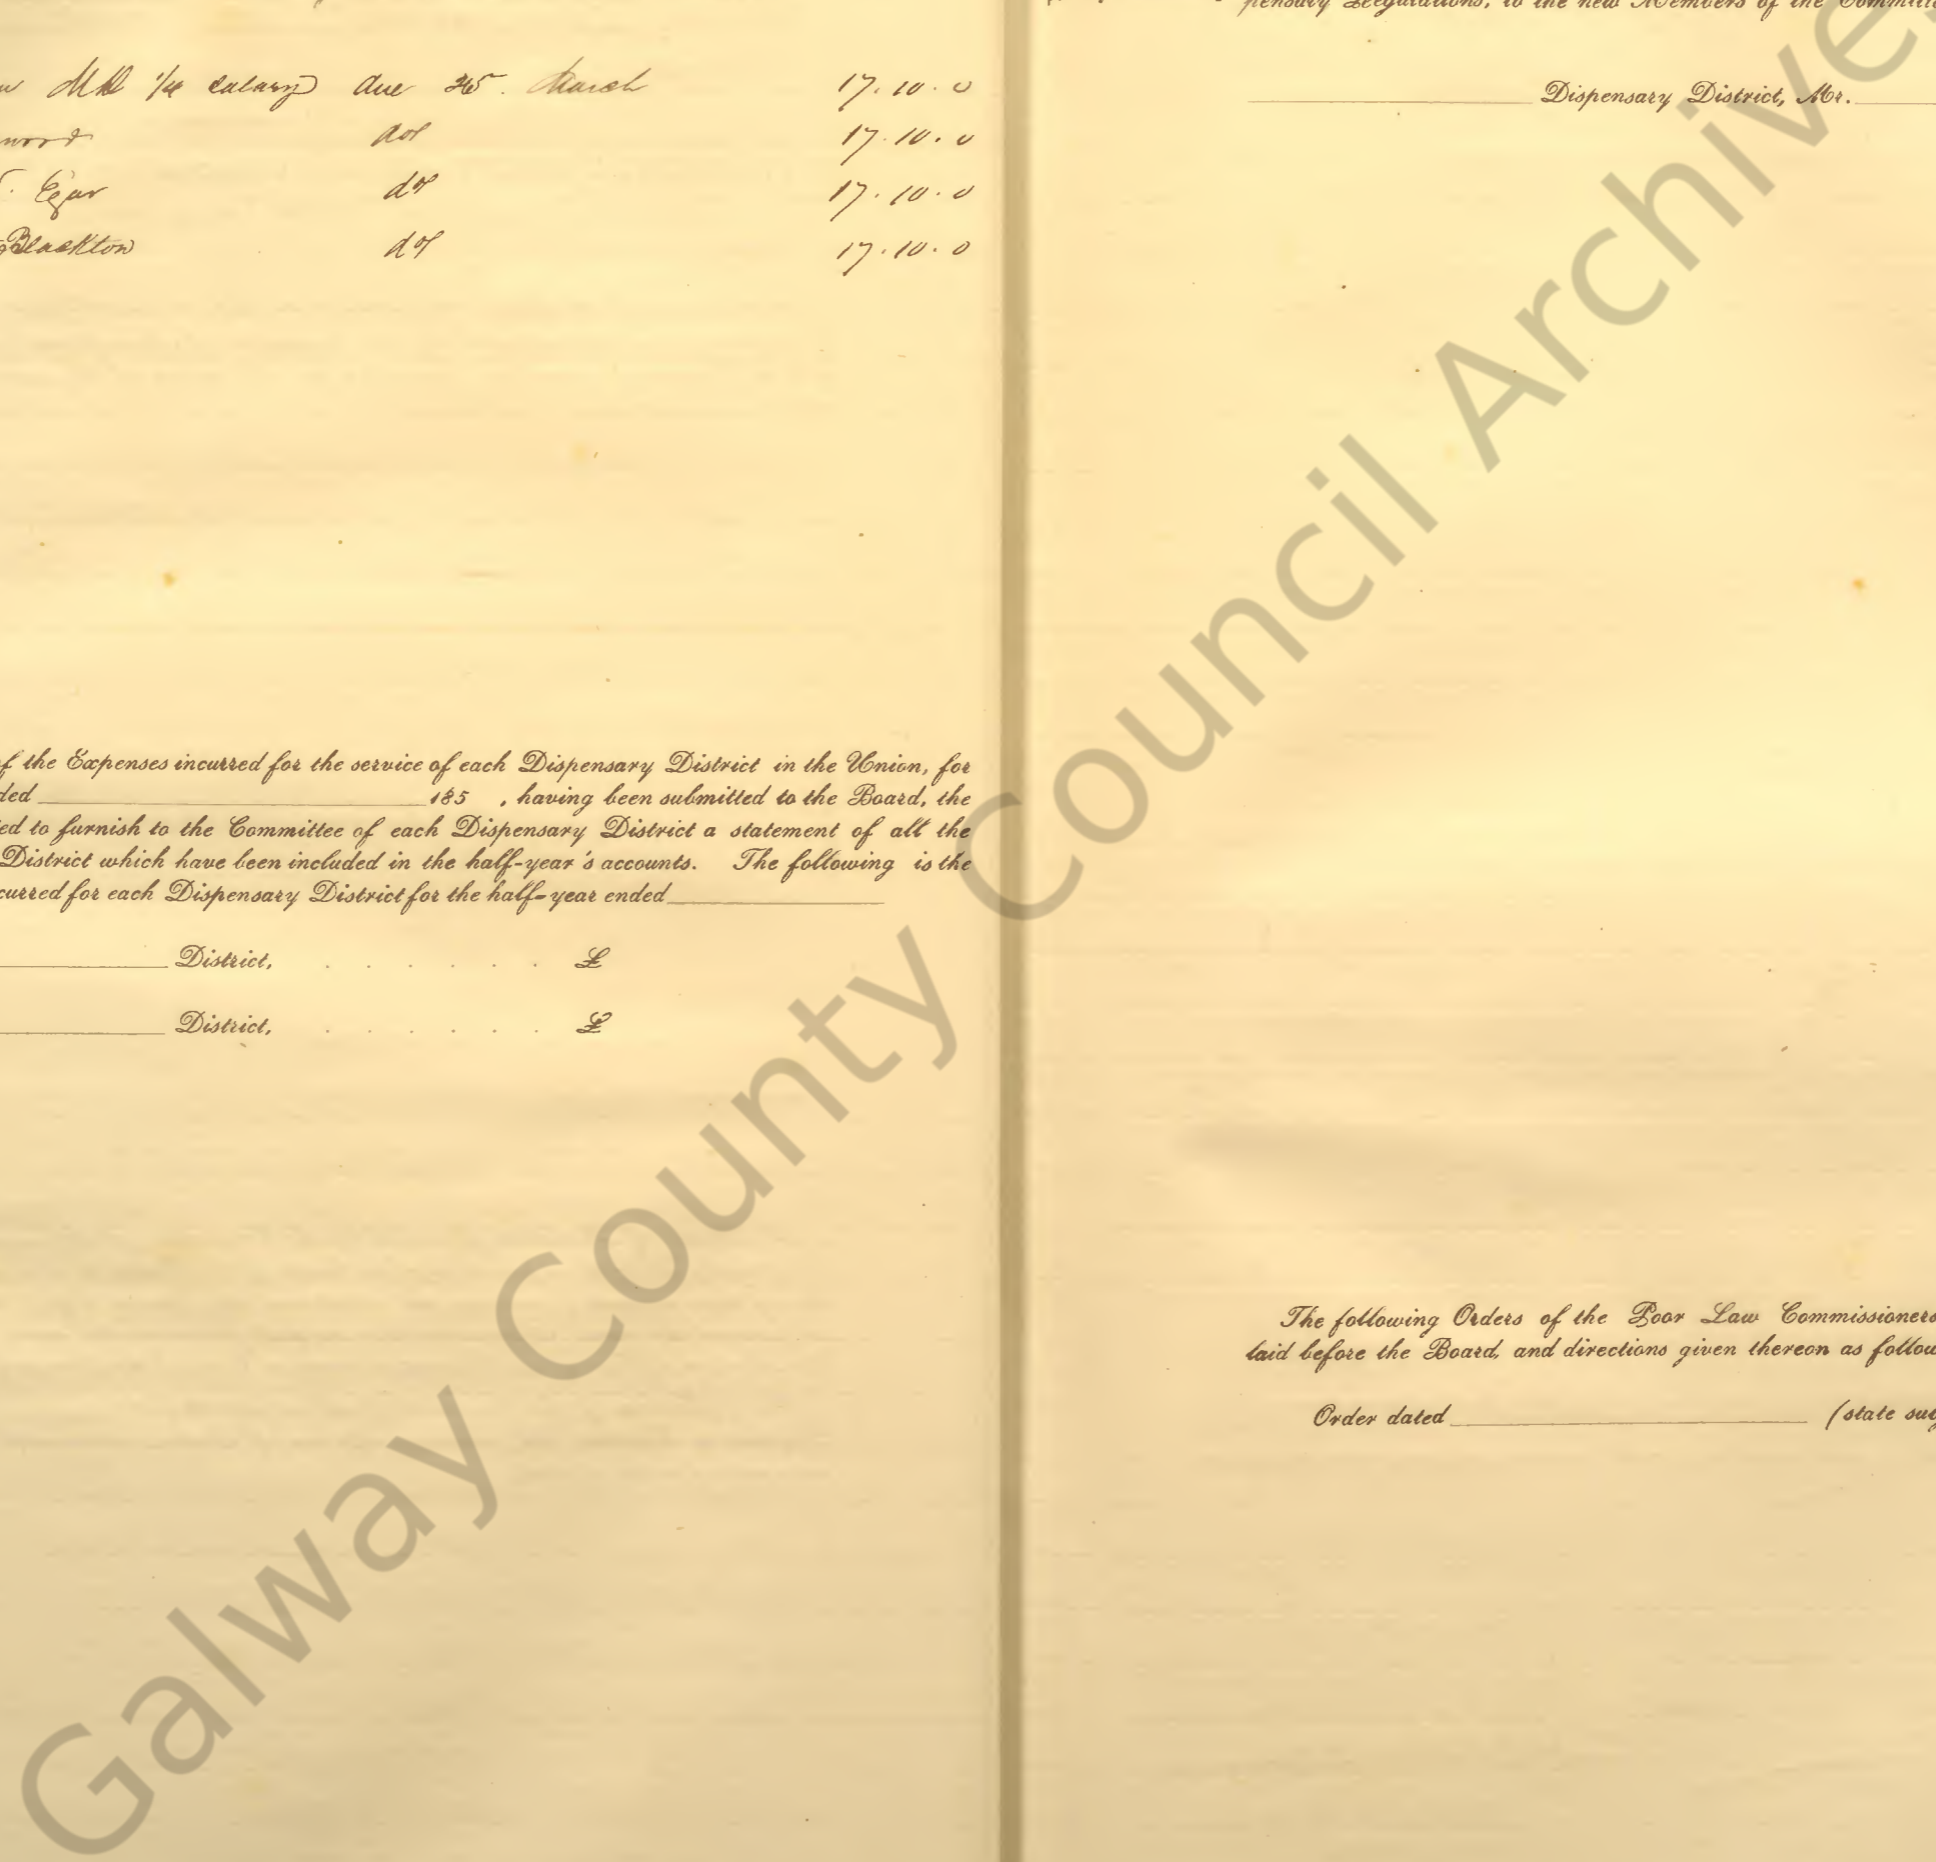 MD 1/4 salary due 25. March 17.10.0
do 17.10.0
Egar do 17.10.0
Blackton do 17.10.0
f the Expenses incurred for the service of each Dispensary District in the Union, for
ded 185 , having been submitted to the Board, the
ed to furnish to the Committee of each Dispensary District a statement of all the
District which have been included in the half-year's accounts. The following is the
curred for each Dispensary District for the half-year ended
District, . . . . . . £
District, . . . . . . £
pensary Regulations, to the new Members of the Committe
Dispensary District, Mr.
The following Orders of the Poor Law Commissioners
laid before the Board, and directions given thereon as follow
Order dated (state su
Galway County Council Archive